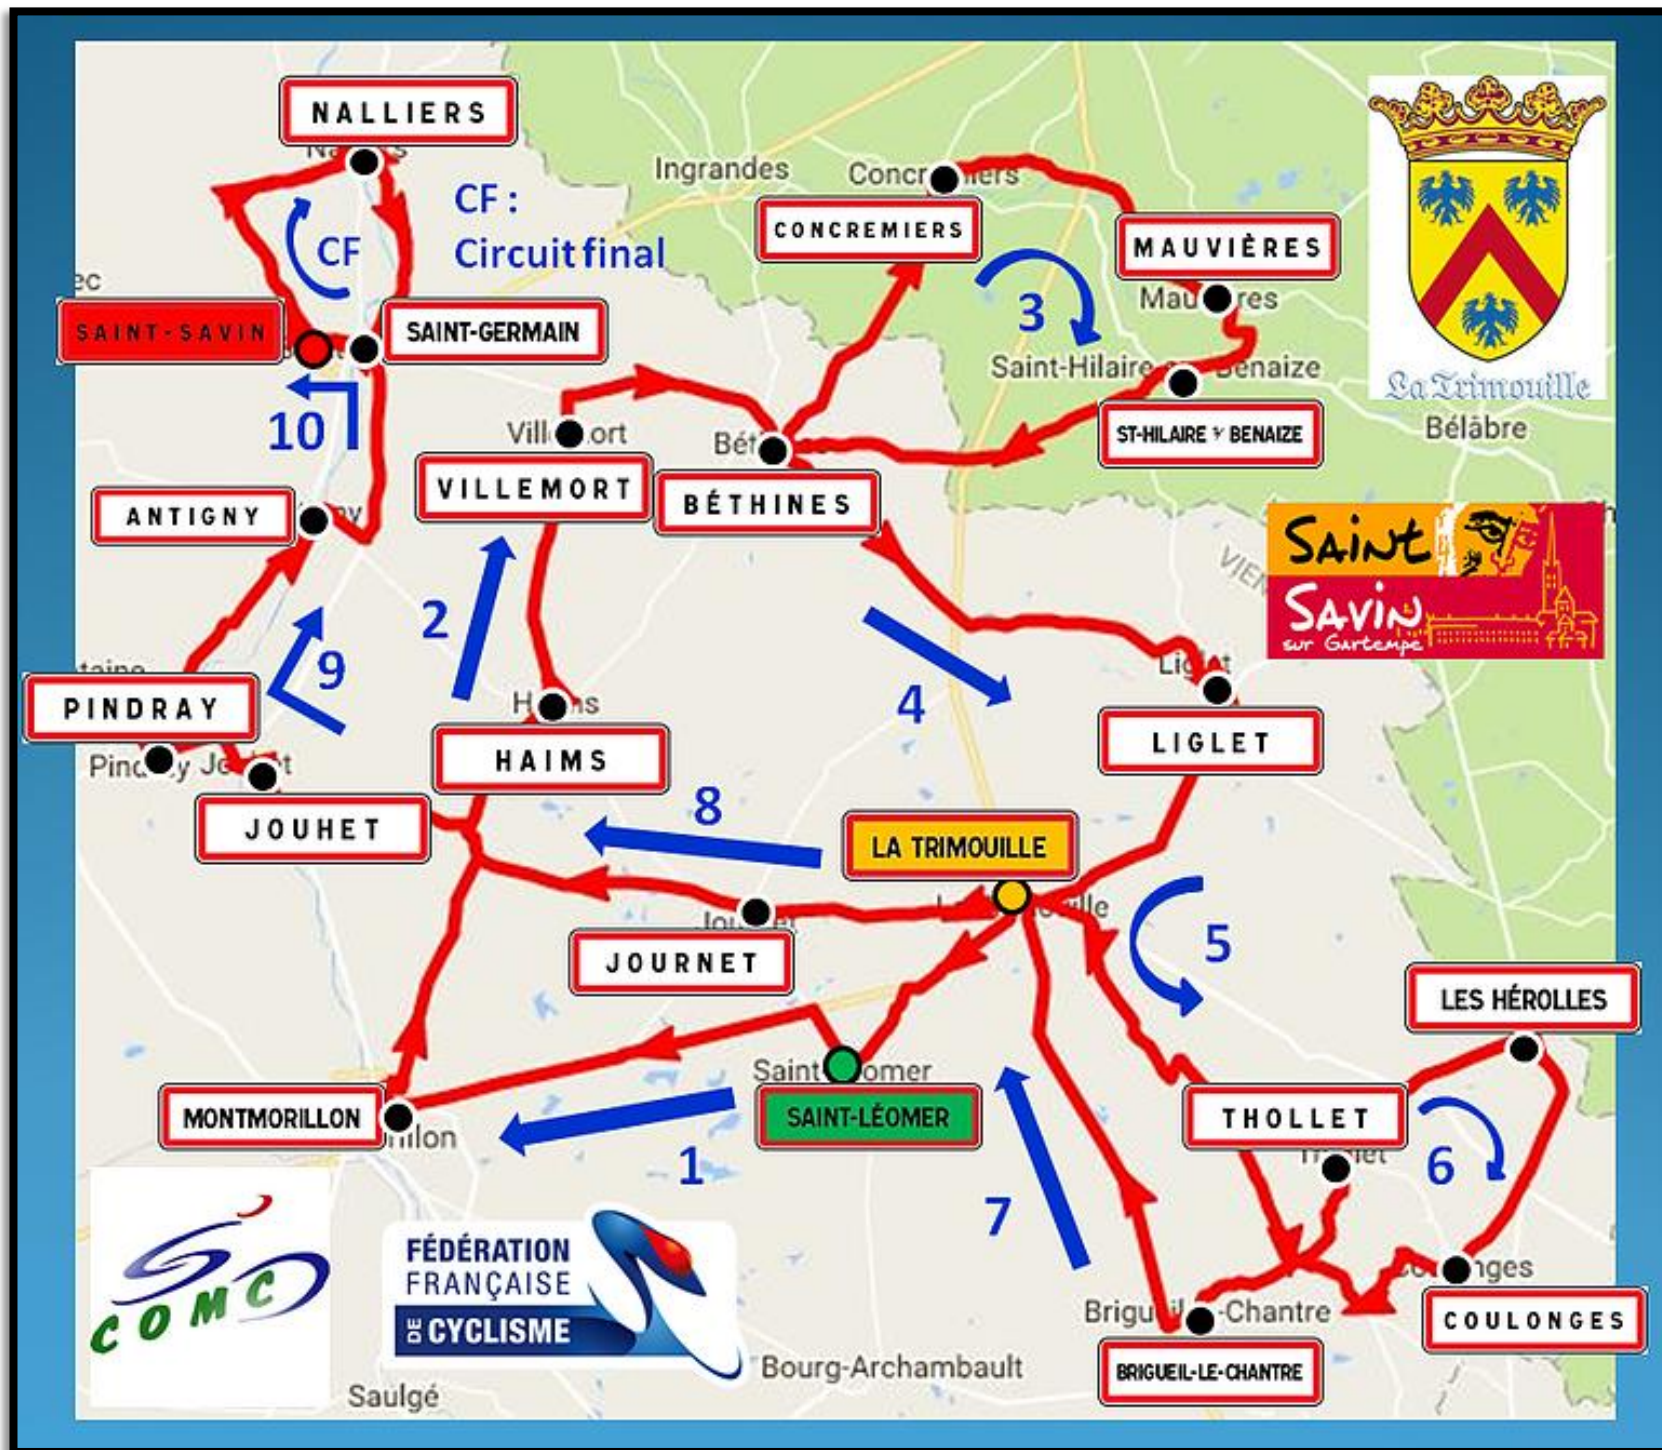 NALLIERS
CF :
Circuit final
CF
Ingrandes
CONCREMIERS
MAUVIÈRES
3
La Trimouille
SAINT-SAVIN
SAINT-GERMAIN
10
Saint-Hilaire
Benaize
ST-HILAIRE S/ BENAIZE
Bélâbre
VILLEMORT
BÉTHINES
ANTIGNY
SAINT
SAVIN
sur Gartempe
2
4
9
PINDRAY
HAIMS
LIGLET
JOUHET
8
LA TRIMOUILLE
5
JOURNET
LES HÉROLLES
MONTMORILLON
SAINT-LÉOMER
1
THOLLET
6
7
COMC
FÉDÉRATION
FRANÇAISE
DE CYCLISME
Saulgé
Bourg-Archambault
COULONGES
BRIGUEIL-LE-CHANTRE